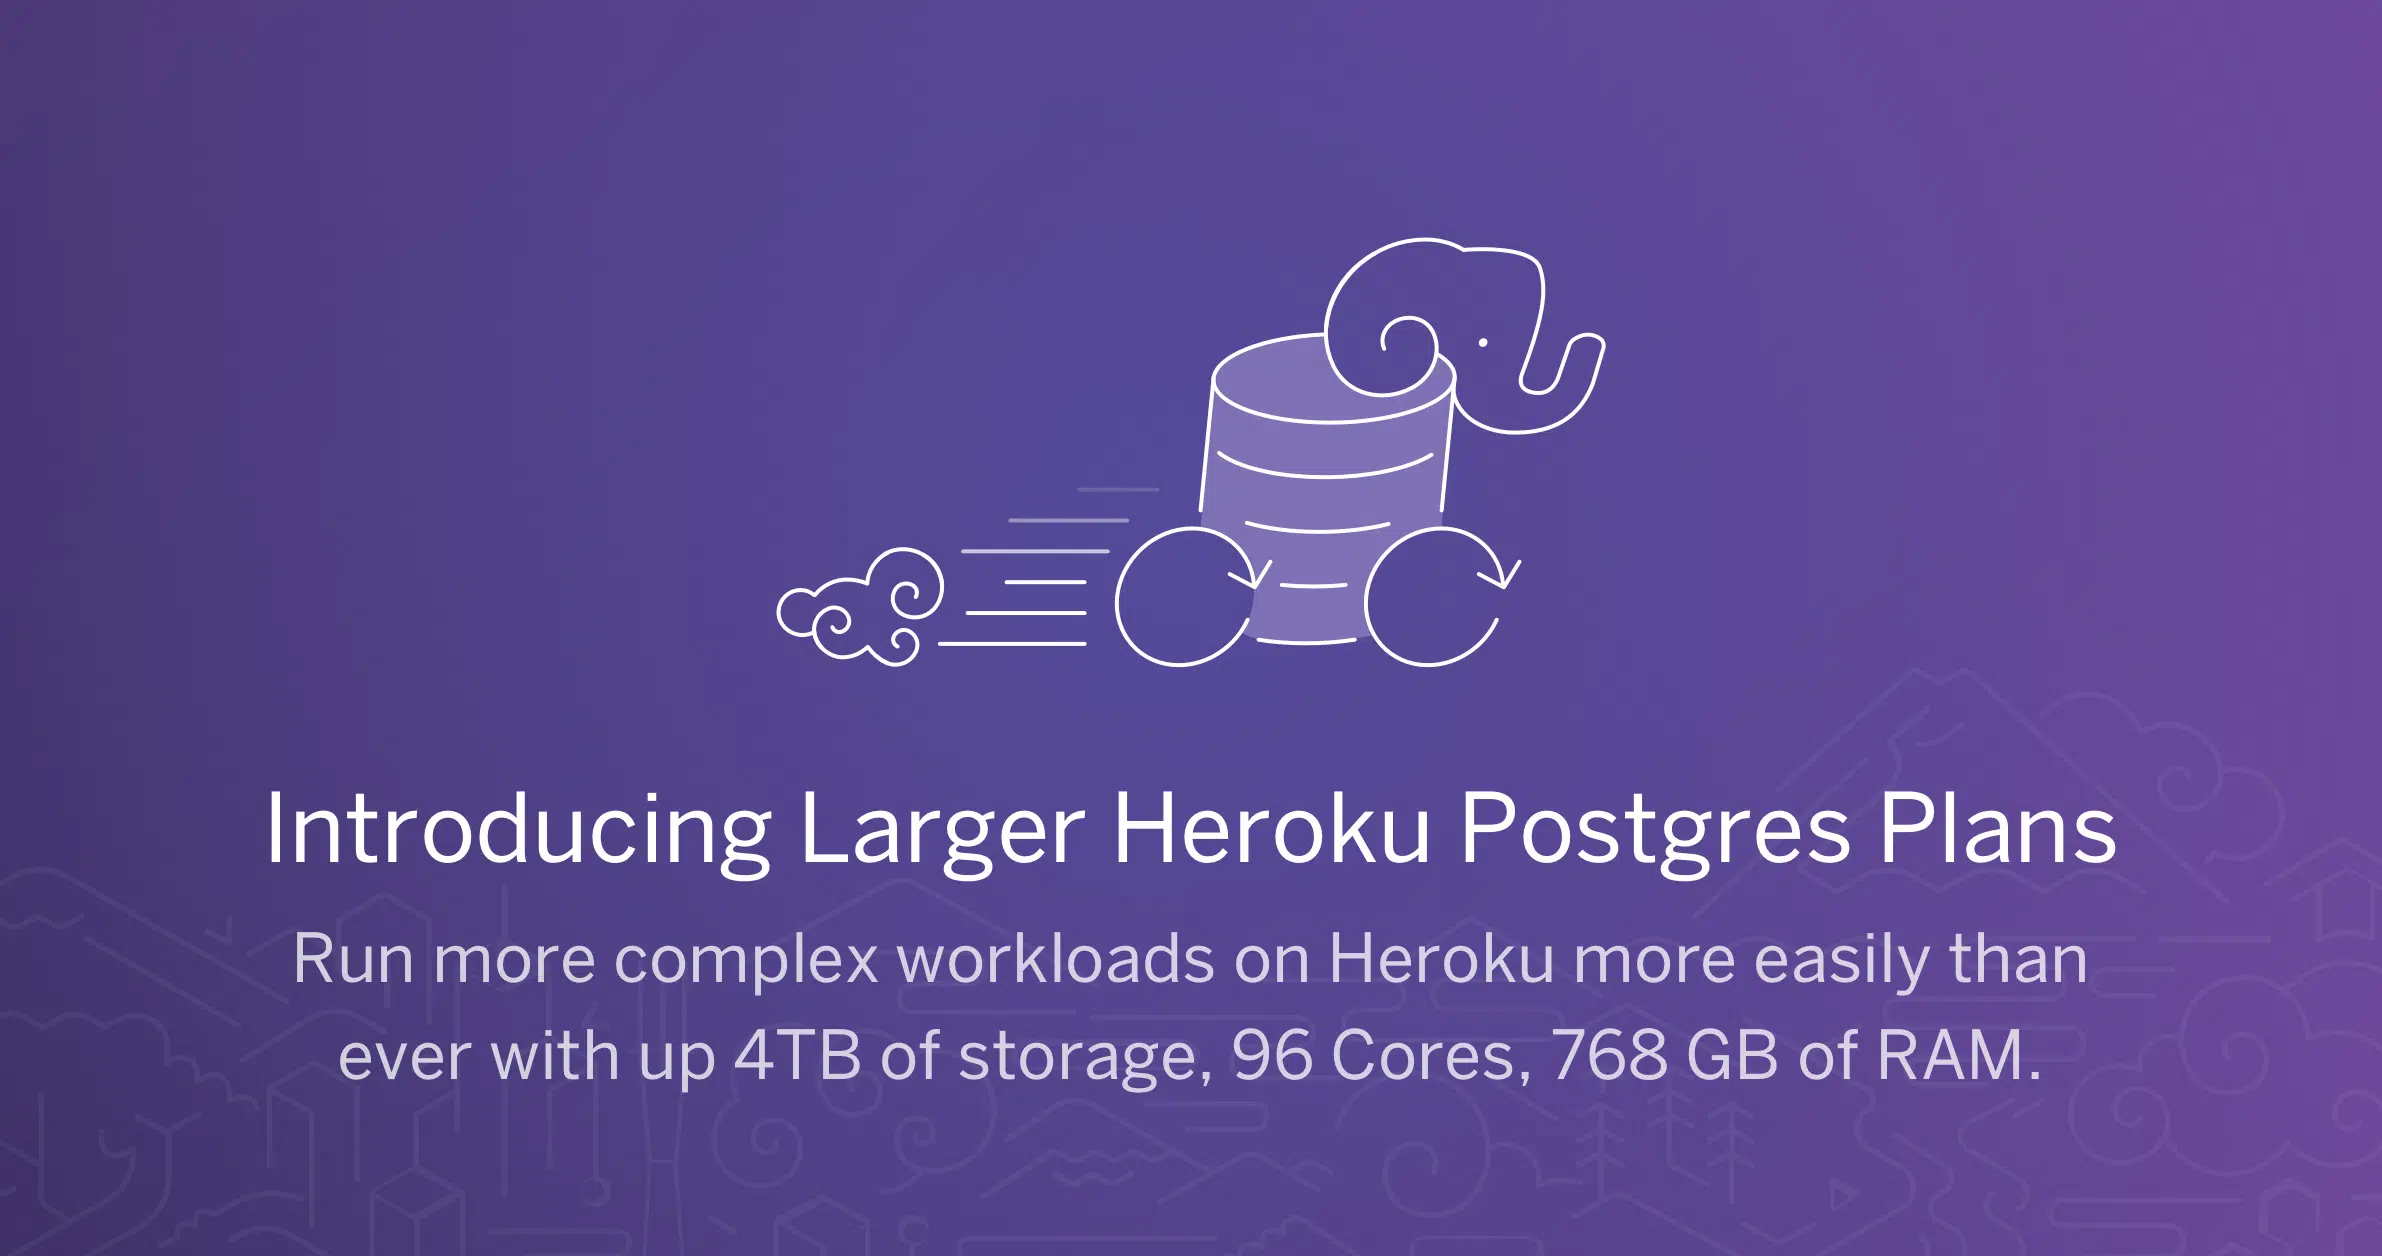 Introducing Larger Heroku Postgres Plans
Run more complex workloads on Heroku more easily than
ever with up 4TB of storage, 96 Cores, 768 GB of RAM.